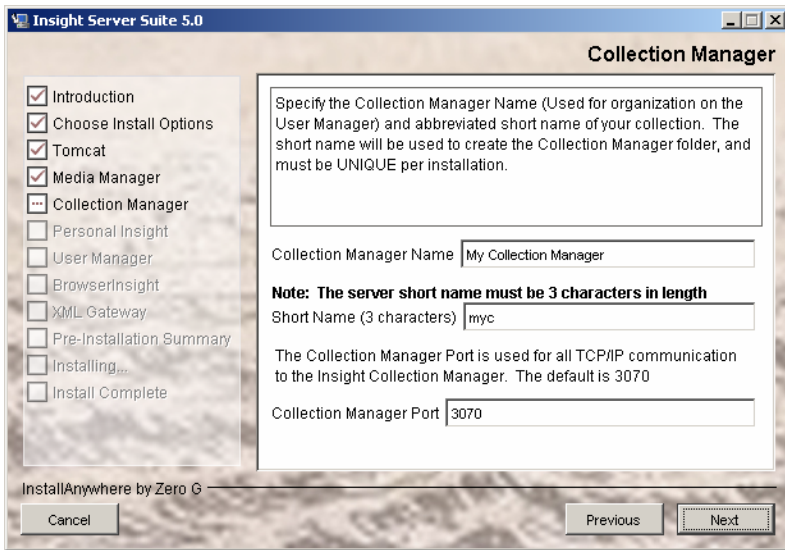 Insight Server Suite 5.0
Collection Manager
Introduction
Choose Install Options
Tomcat
Media Manager
Collection Manager
Personal Insight
User Manager
BrowserInsight
XML Gateway
Pre-Installation Summary
Installing...
Install Complete
Specify the Collection Manager Name (Used for organization on the
User Manager) and abbreviated short name of your collection. The
short name will be used to create the Collection Manager folder, and
must be UNIQUE per installation.
Collection Manager Name My Collection Manager
Note: The server short name must be 3 characters in length
Short Name (3 characters) myc
The Collection Manager Port is used for all TCP/IP communication
to the Insight Collection Manager. The default is 3070
Collection Manager Port 3070
InstallAnywhere by Zero G
Cancel Previous Next